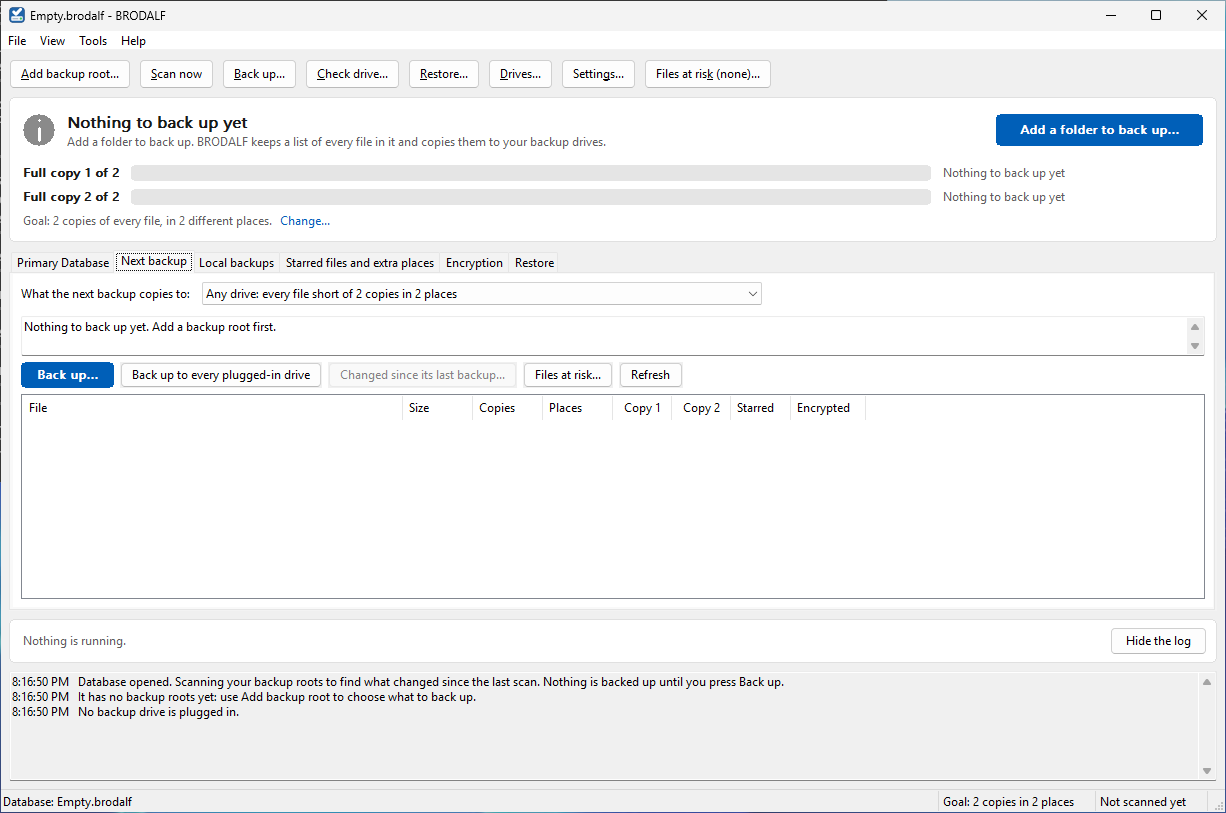 Empty.brodalf - BRODALF
File View Tools Help
Add backup root... Scan now Back up... Check drive... Restore... Drives... Settings... Files at risk (none)...
Nothing to back up yet
Add a folder to back up. BRODALF keeps a list of every file in it and copies them to your backup drives.
Add a folder to back up...
Full copy 1 of 2 Nothing to back up yet
Full copy 2 of 2 Nothing to back up yet
Goal: 2 copies of every file, in 2 different places. Change...
Primary Database Next backup Local backups Starred files and extra places Encryption Restore
What the next backup copies to: Any drive: every file short of 2 copies in 2 places
Nothing to back up yet. Add a backup root first.
Back up... Back up to every plugged-in drive Changed since its last backup... Files at risk... Refresh
File Size Copies Places Copy 1 Copy 2 Starred Encrypted
Nothing is running. Hide the log
8:16:50 PM Database opened. Scanning your backup roots to find what changed since the last scan. Nothing is backed up until you press Back up.
8:16:50 PM It has no backup roots yet: use Add backup root to choose what to back up.
8:16:50 PM No backup drive is plugged in.
Database: Empty.brodalf Goal: 2 copies in 2 places Not scanned yet